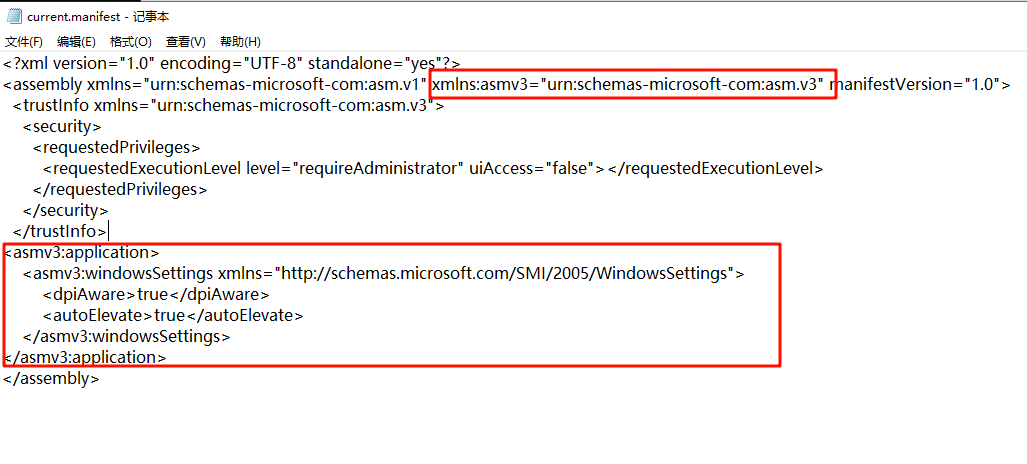 current.manifest - 记事本
文件(F) 编辑(E) 格式(O) 查看(V) 帮助(H)
<?xml version="1.0" encoding="UTF-8" standalone="yes"?>
<assembly xmlns="urn:schemas-microsoft-com:asm.v1" xmlns:asmv3="urn:schemas-microsoft-com:asm.v3" manifestVersion="1.0">
  <trustInfo xmlns="urn:schemas-microsoft-com:asm.v3">
    <security>
      <requestedPrivileges>
        <requestedExecutionLevel level="requireAdministrator" uiAccess="false"></requestedExecutionLevel>
      </requestedPrivileges>
    </security>
  </trustInfo>
<asmv3:application>
    <asmv3:windowsSettings xmlns="http://schemas.microsoft.com/SMI/2005/WindowsSettings">
        <dpiAware>true</dpiAware>
        <autoElevate>true</autoElevate>
    </asmv3:windowsSettings>
</asmv3:application>
</assembly>